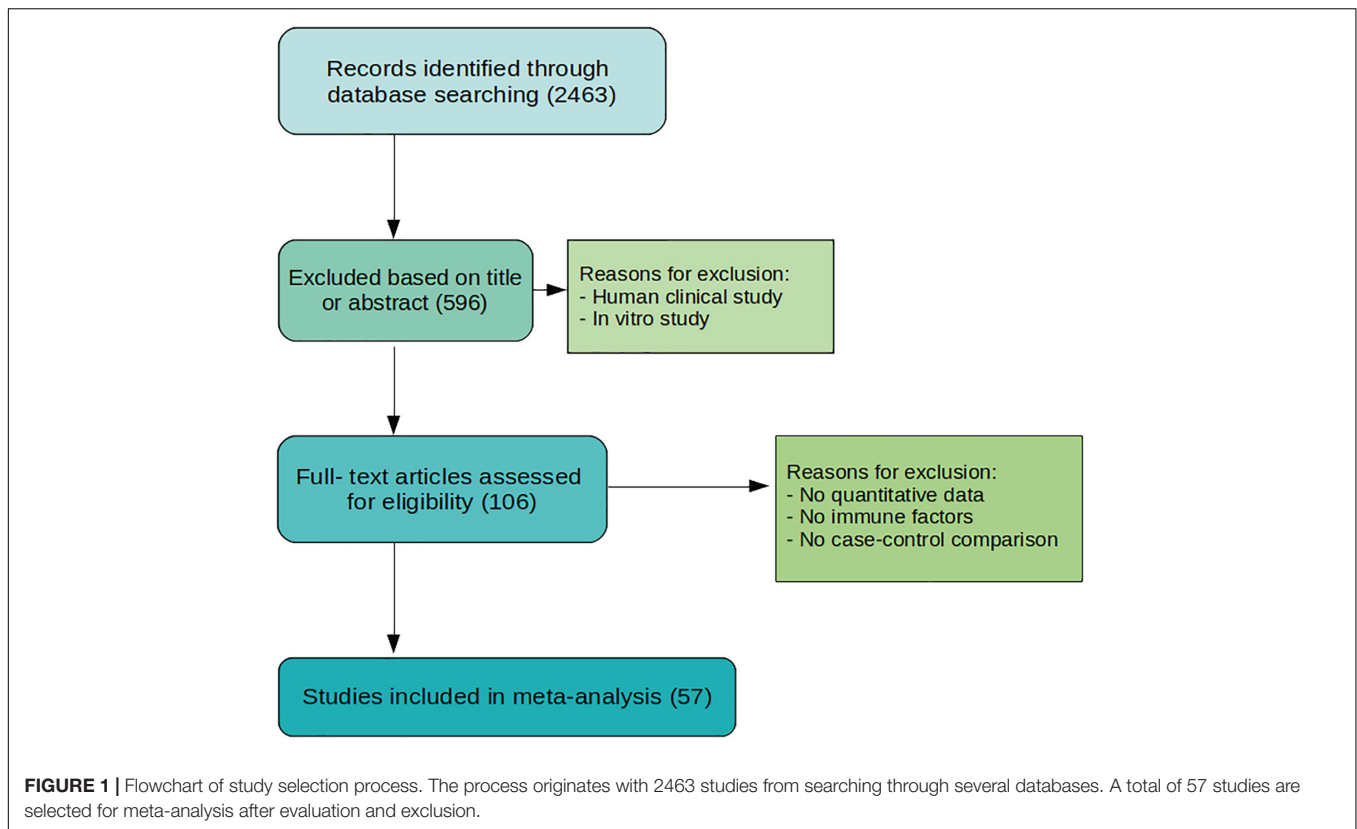 Records identified through
database searching (2463)
Excluded based on title
or abstract (596)
Reasons for exclusion:
- Human clinical study
- In vitro study
Full- text articles assessed
for eligibility (106)
Reasons for exclusion:
- No quantitative data
- No immune factors
- No case-control comparison
Studies included in meta-analysis (57)
FIGURE 1 | Flowchart of study selection process. The process originates with 2463 studies from searching through several databases. A total of 57 studies are
selected for meta-analysis after evaluation and exclusion.